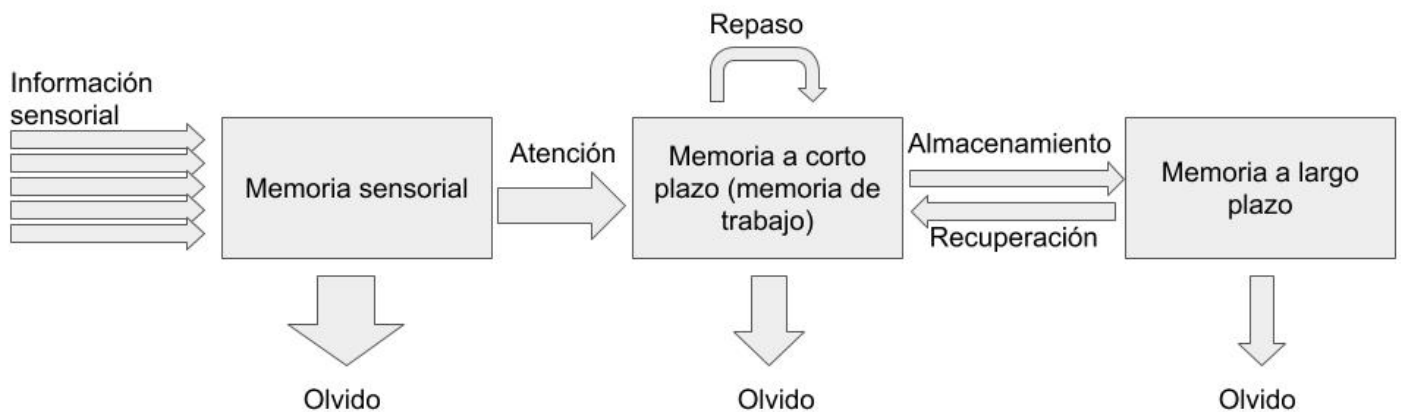 Repaso
Información
sensorial
Atención
Memoria sensorial
Memoria a corto
plazo (memoria de
trabajo)
Almacenamiento
Recuperación
Memoria a largo
plazo
Olvido
Olvido
Olvido